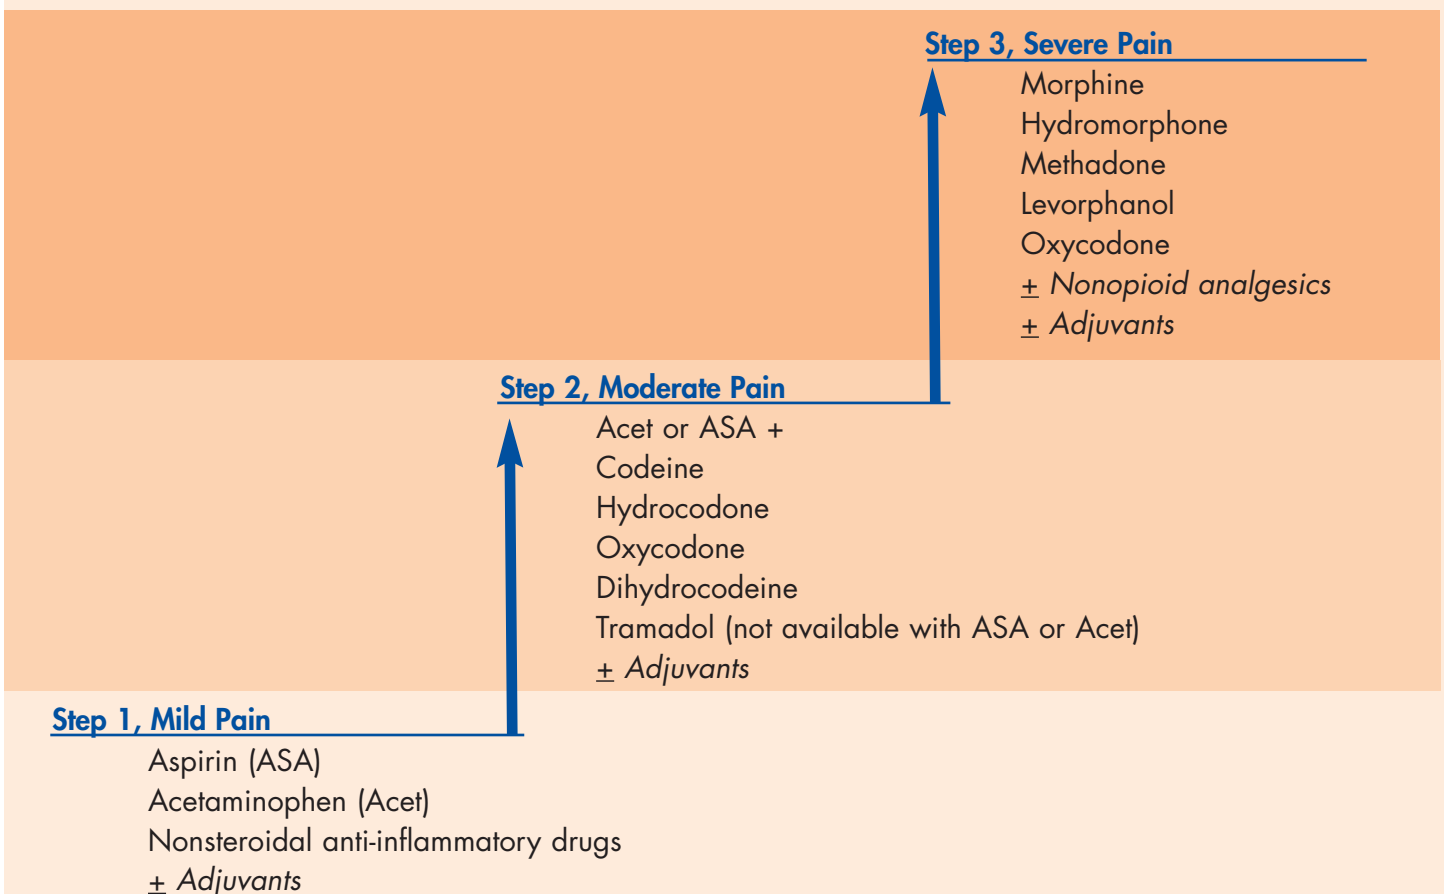 Step 3, Severe Pain
Morphine
Hydromorphone
Methadone
Levorphanol
Oxycodone
± Nonopioid analgesics
± Adjuvants
Step 2, Moderate Pain
Acet or ASA +
Codeine
Hydrocodone
Oxycodone
Dihydrocodeine
Tramadol (not available with ASA or Acet)
± Adjuvants
Step 1, Mild Pain
Aspirin (ASA)
Acetaminophen (Acet)
Nonsteroidal anti-inflammatory drugs
± Adjuvants